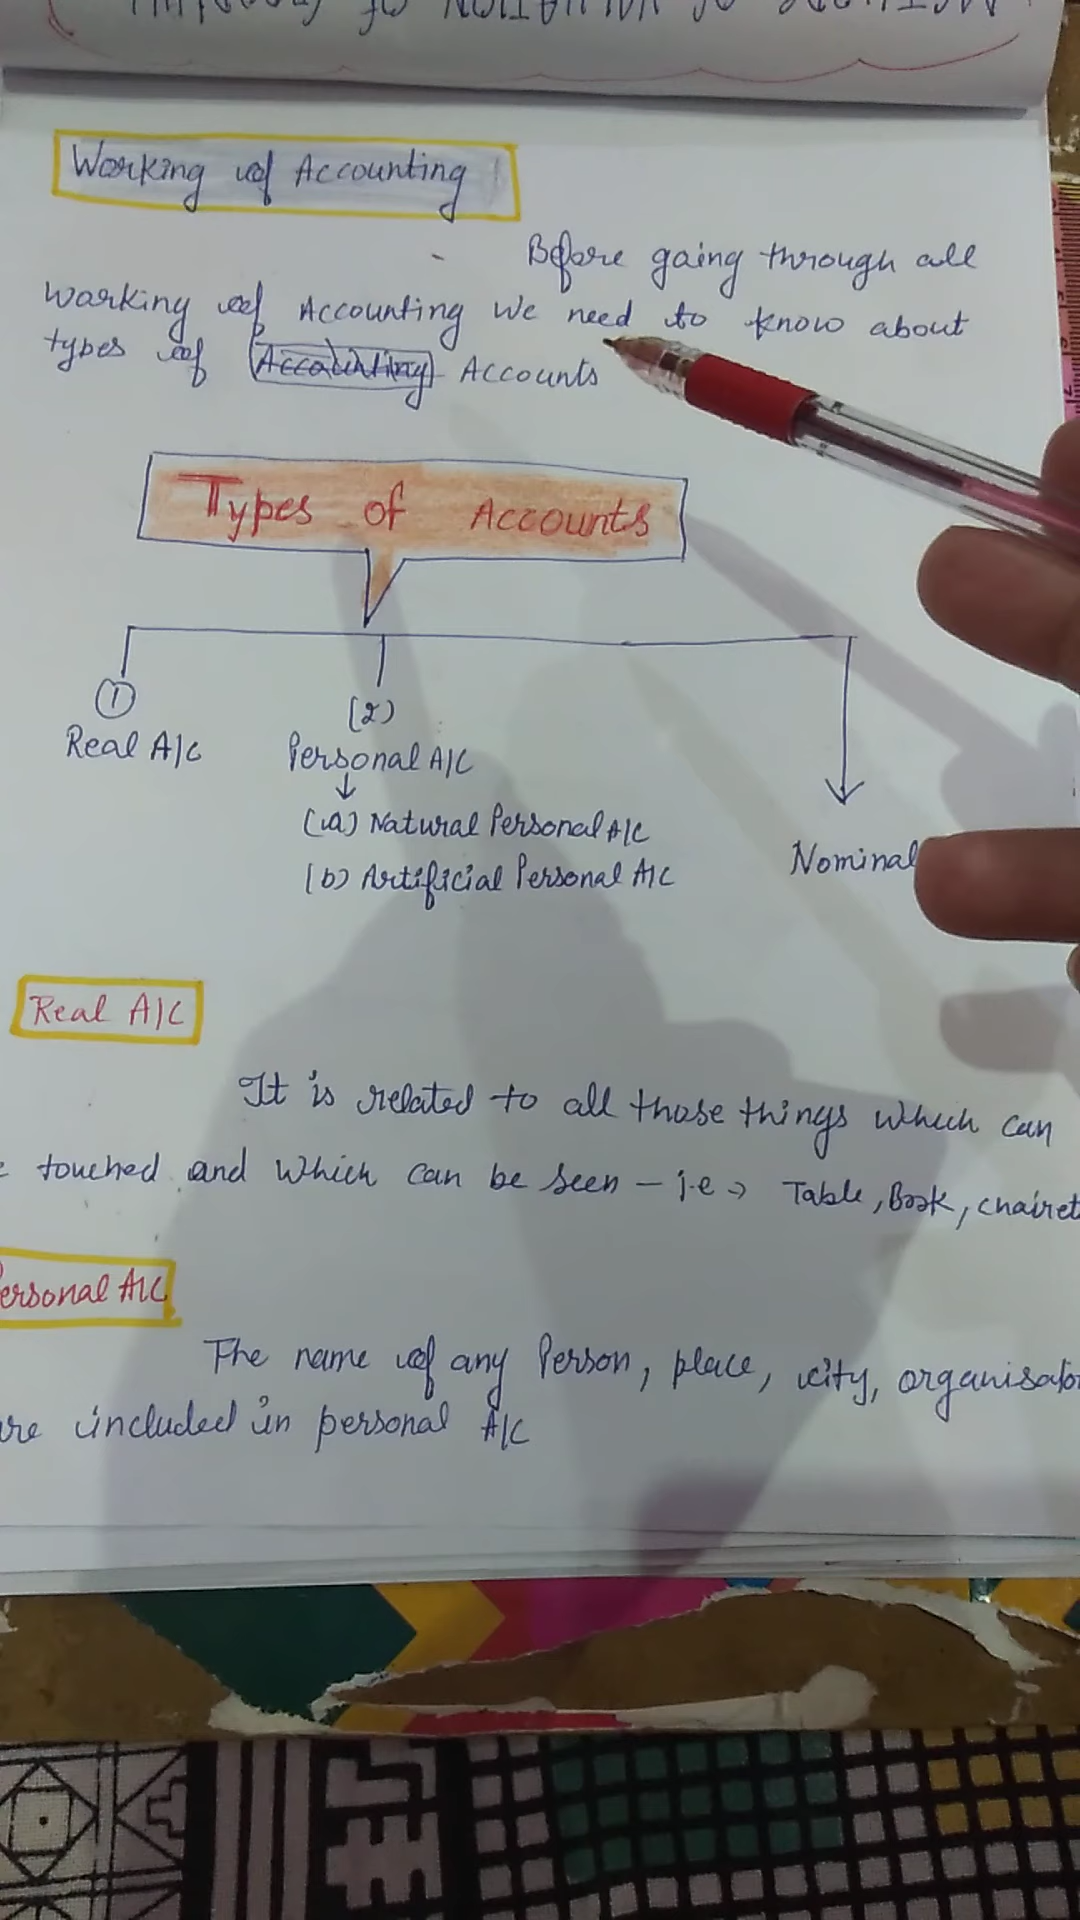 Working of Accounting
Before going through all
working of Accounting We need to know about
types of Accounts
Types of Accounts
1
(2)
Real A/C
Personal A/C
(a) Natural Personal A/C
(b) Artificial Personal A/C
Nominal
Real A/C
It is related to all those things which can
touched and which can be seen - i.e → Table, Book, chair et
ersonal A/C
The name of any Person, place, city, organisatio
re included in personal A/C